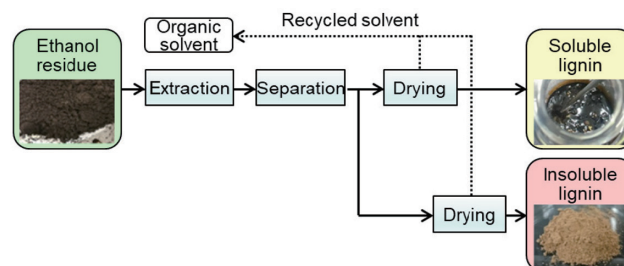 Ethanol
residue
Organic
solvent
Recycled solvent
Extraction
Separation
Drying
Soluble
lignin
Drying
Insoluble
lignin